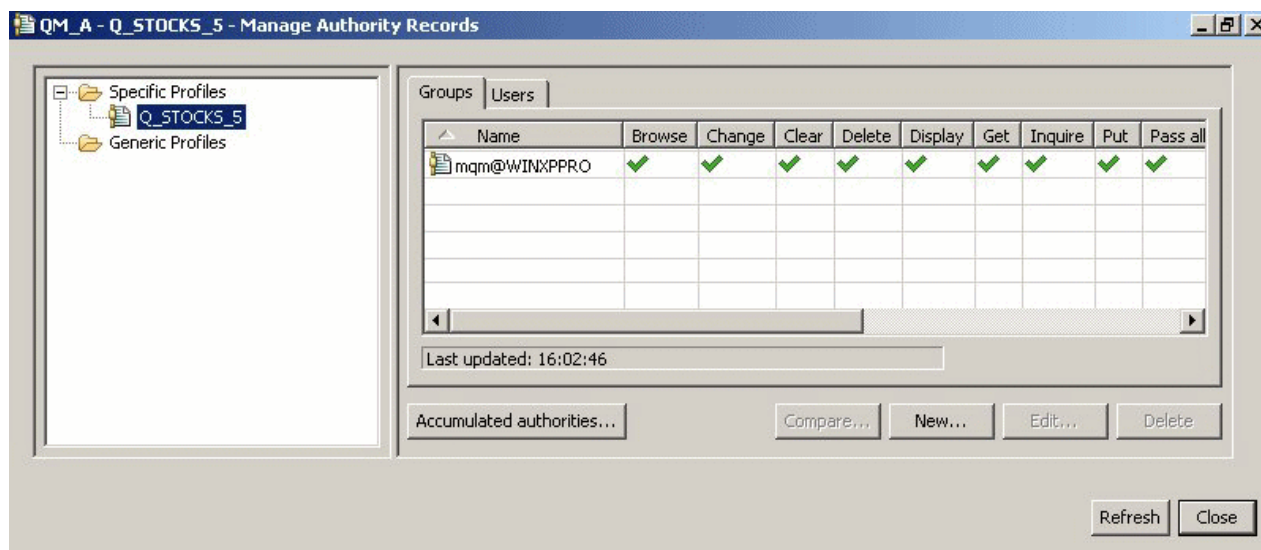 QM_A - Q_STOCKS_5 - Manage Authority Records
Specific Profiles
Q_STOCKS_5
Generic Profiles
Groups Users
Name Browse Change Clear Delete Display Get Inquire Put Pass all
mqm@WINXPPRO
Last updated: 16:02:46
Accumulated authorities... Compare... New... Edit... Delete
Refresh Close